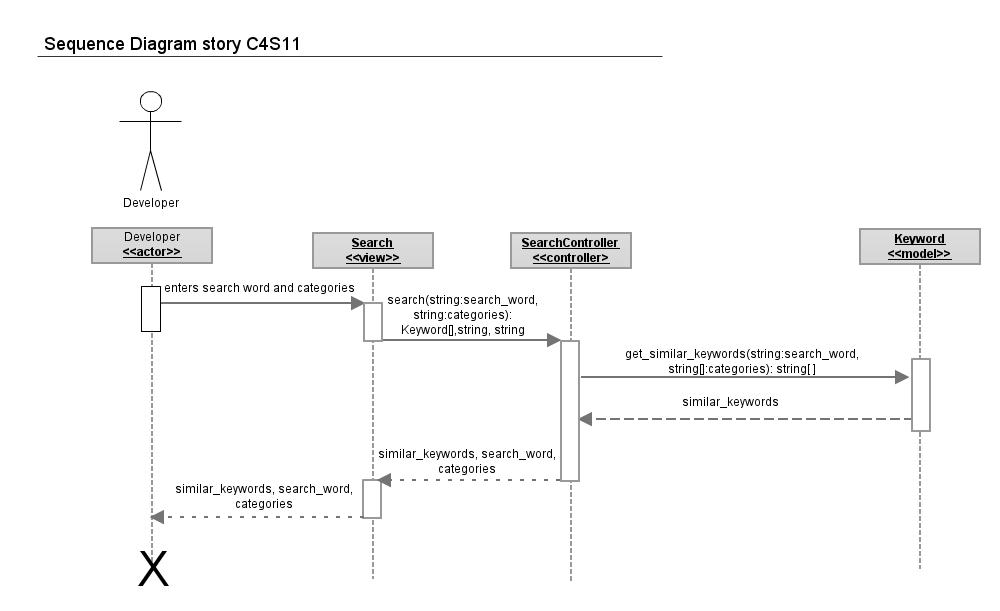 Sequence Diagram story C4S11
Developer
Developer
<<actor>>
Search
<<view>>
SearchController
<<controller>
Keyword
<<model>>
enters search word and categories
search(string:search_word,
string:categories):
Keyword[],string, string
get_similar_keywords(string:search_word,
string[]:categories): string[ ]
similar_keywords
similar_keywords, search_word,
categories
similar_keywords, search_word,
categories
X